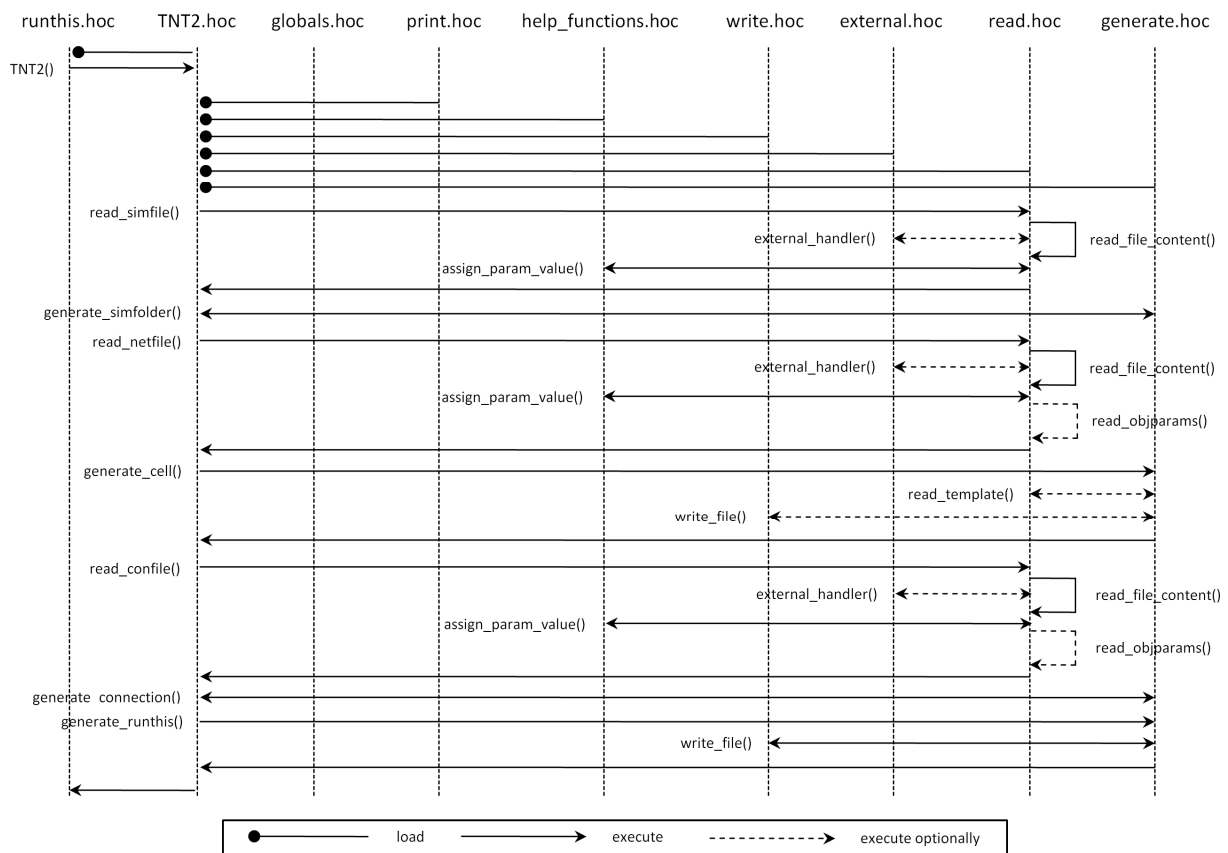 runthis.hoc TNT2.hoc globals.hoc print.hoc help_functions.hoc write.hoc external.hoc read.hoc generate.hoc
TNT2()
read_simfile()
external_handler() read_file_content()
assign_param_value()
generate_simfolder()
read_netfile()
external_handler() read_file_content()
assign_param_value()
read_objparams()
generate_cell()
read_template()
write_file()
read_confile()
external_handler() read_file_content()
assign_param_value()
read_objparams()
generate_connection()
generate_runthis()
write_file()
load execute execute optionally